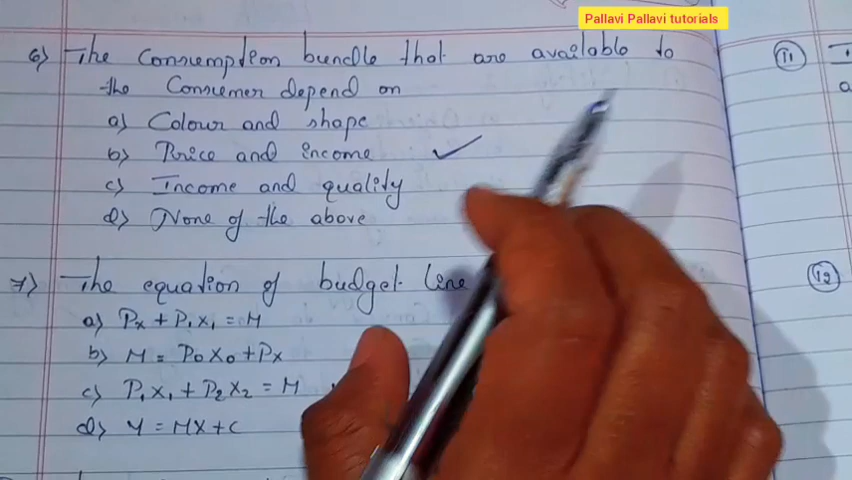 Pallavi Pallavi tutorials
6) The Consumption bundle that are available to
the Consumer depend on
a) Colour and shape
b) Price and income
c) Income and quality
d) None of the above
7) The equation of budget line
a) Px + P₁x₁ = M
b) M = P₀X₀ + Px
c) P₁x₁ + P₂x₂ = M
d) Y = MX + C
11
12